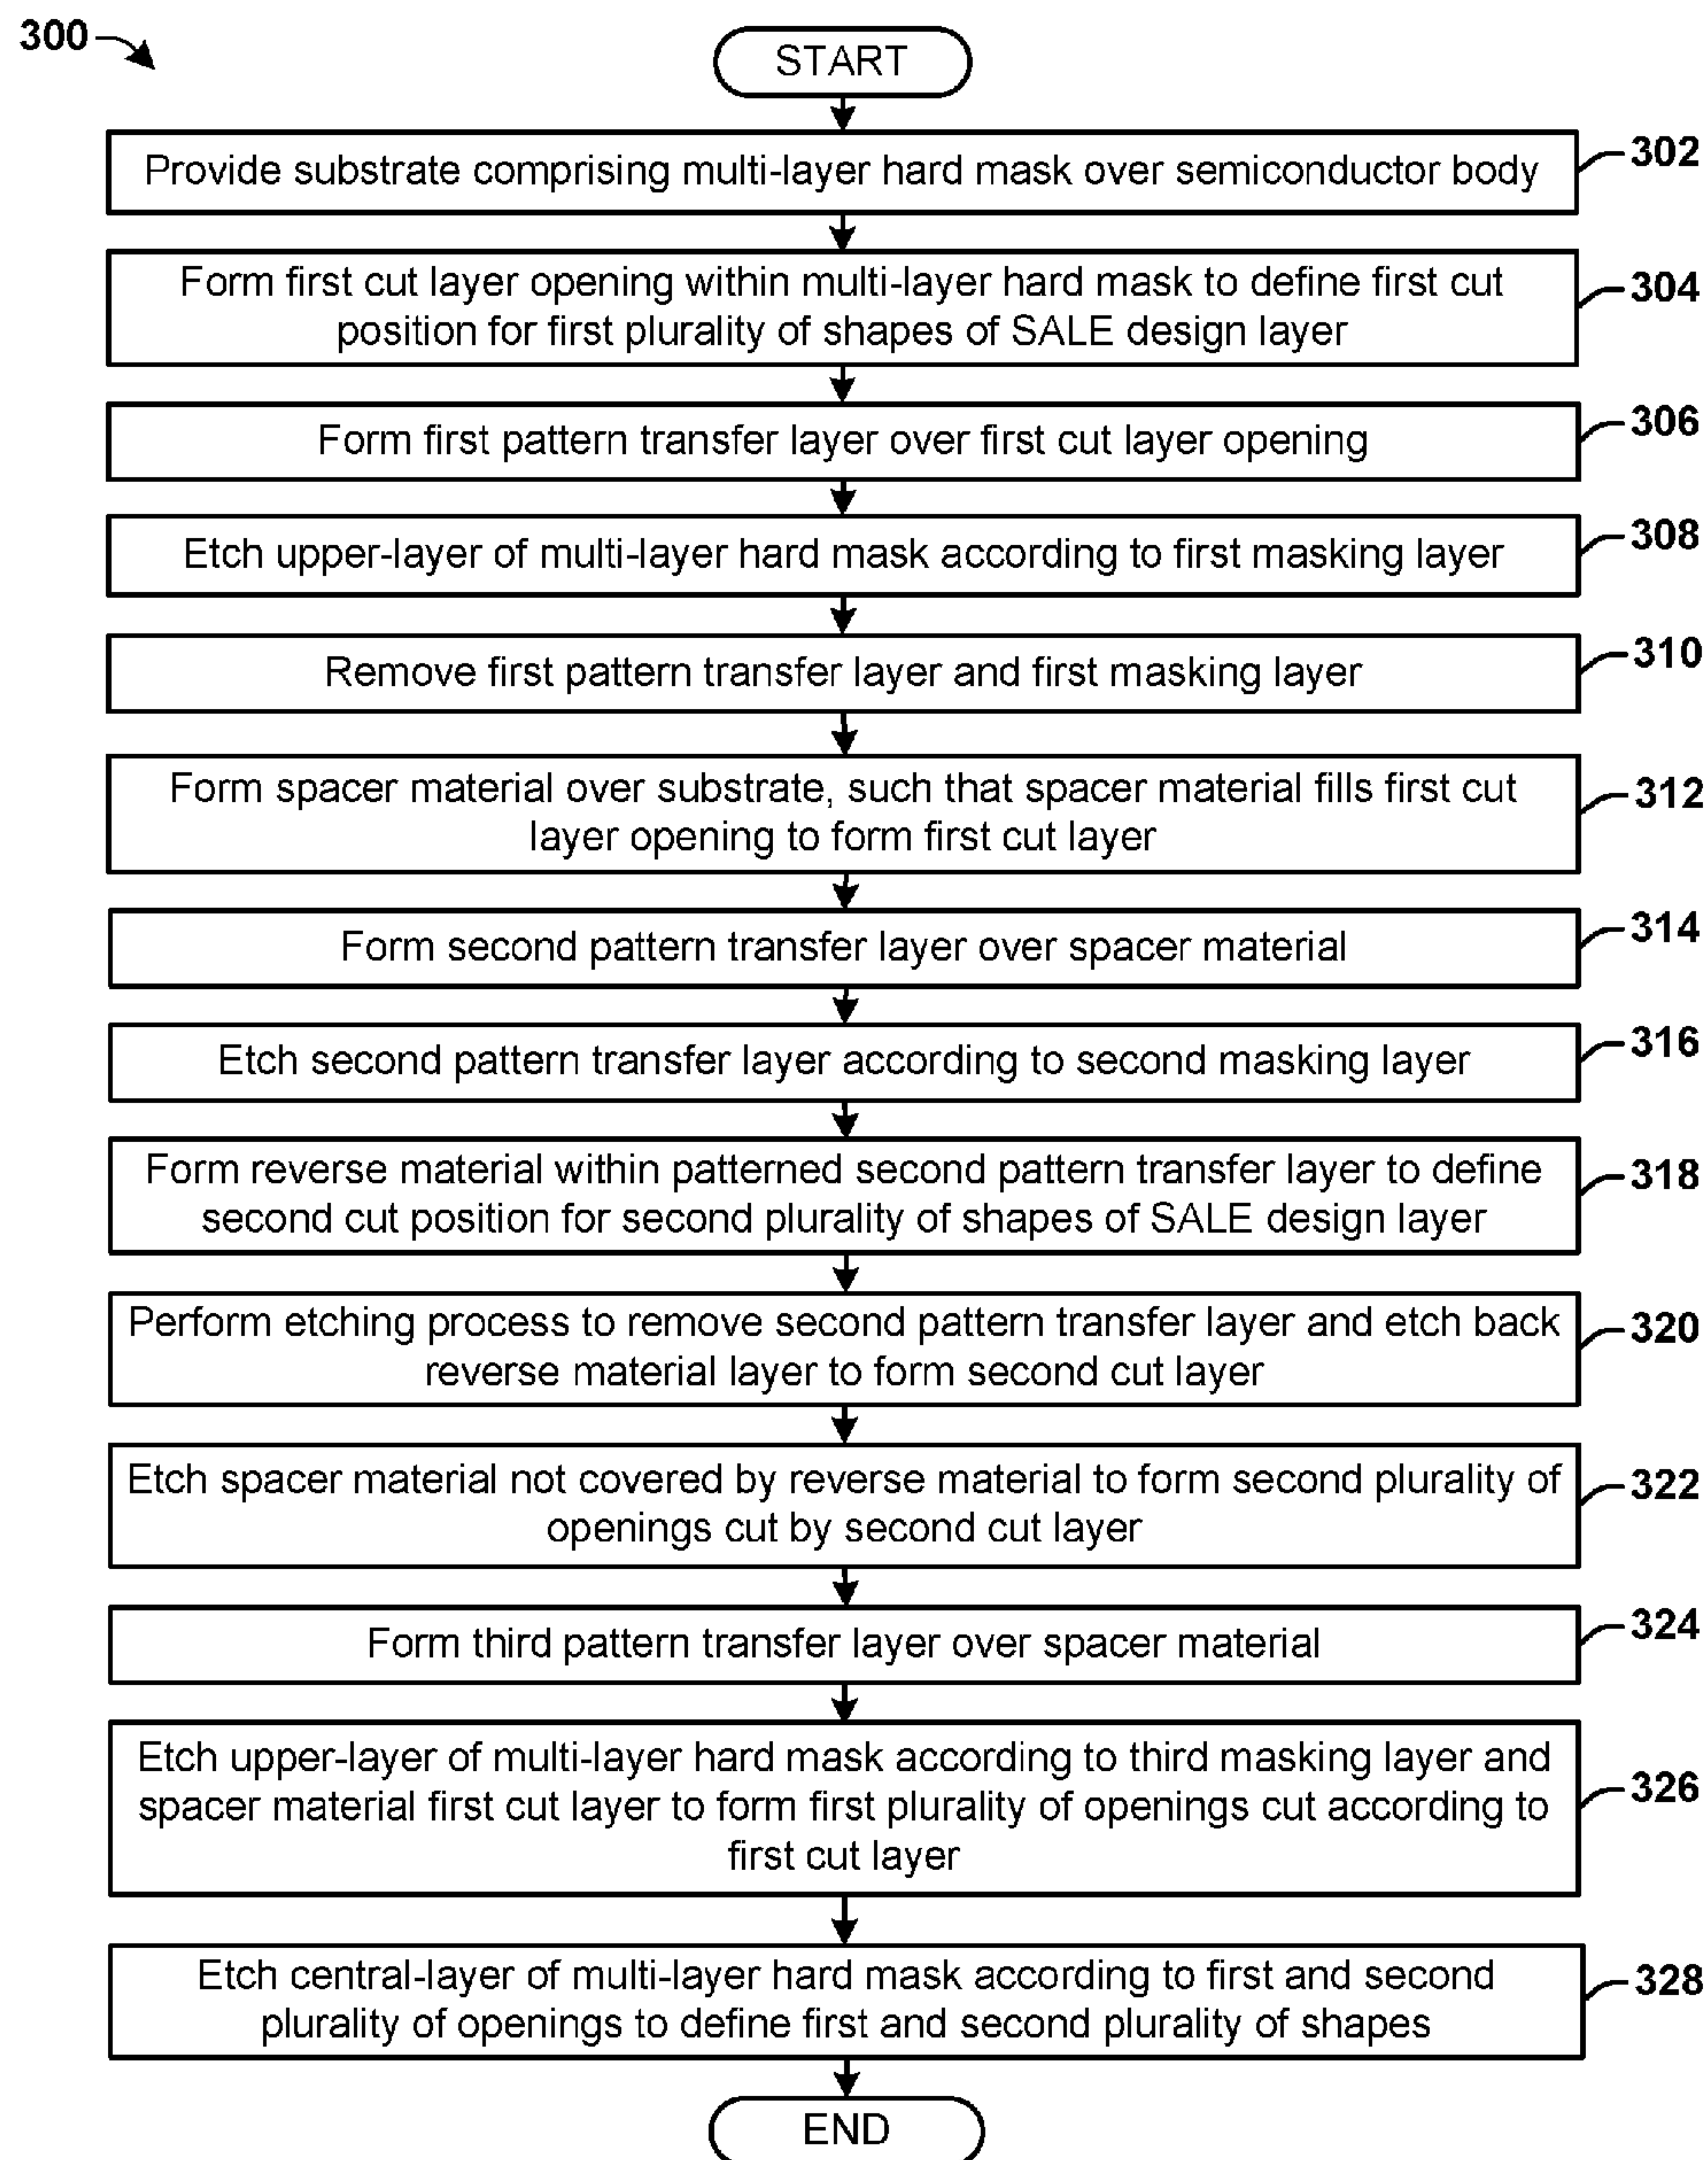 300
START
Provide substrate comprising multi-layer hard mask over semiconductor body
302
Form first cut layer opening within multi-layer hard mask to define first cut
position for first plurality of shapes of SALE design layer
304
Form first pattern transfer layer over first cut layer opening
306
Etch upper-layer of multi-layer hard mask according to first masking layer
308
Remove first pattern transfer layer and first masking layer
310
Form spacer material over substrate, such that spacer material fills first cut
layer opening to form first cut layer
312
Form second pattern transfer layer over spacer material
314
Etch second pattern transfer layer according to second masking layer
316
Form reverse material within patterned second pattern transfer layer to define
second cut position for second plurality of shapes of SALE design layer
318
Perform etching process to remove second pattern transfer layer and etch back
reverse material layer to form second cut layer
320
Etch spacer material not covered by reverse material to form second plurality of
openings cut by second cut layer
322
Form third pattern transfer layer over spacer material
324
Etch upper-layer of multi-layer hard mask according to third masking layer and
spacer material first cut layer to form first plurality of openings cut according to
first cut layer
326
Etch central-layer of multi-layer hard mask according to first and second
plurality of openings to define first and second plurality of shapes
328
END